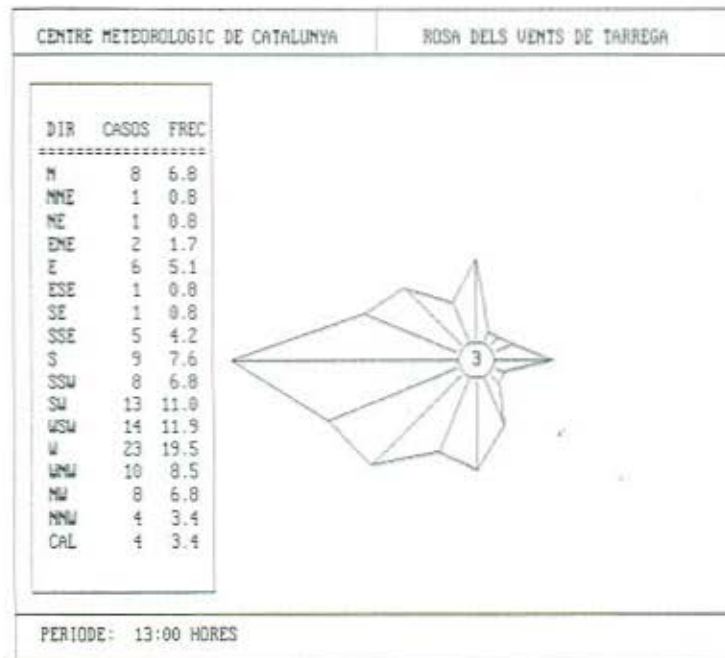 CENTRE METEOROLOGIC DE CATALUNYA ROSA DELS VENTS DE TARREGA
DIR CASOS FREC
====================
N 8 6.8
NNE 1 0.8
NE 1 0.8
ENE 2 1.7
E 6 5.1
ESE 1 0.8
SE 1 0.8
SSE 5 4.2
S 9 7.6
SSW 8 6.8
SW 13 11.0
WSW 14 11.9
W 23 19.5
WNW 10 8.5
NW 8 6.8
NNW 4 3.4
CAL 4 3.4
3
PERIODE: 13:00 HORES